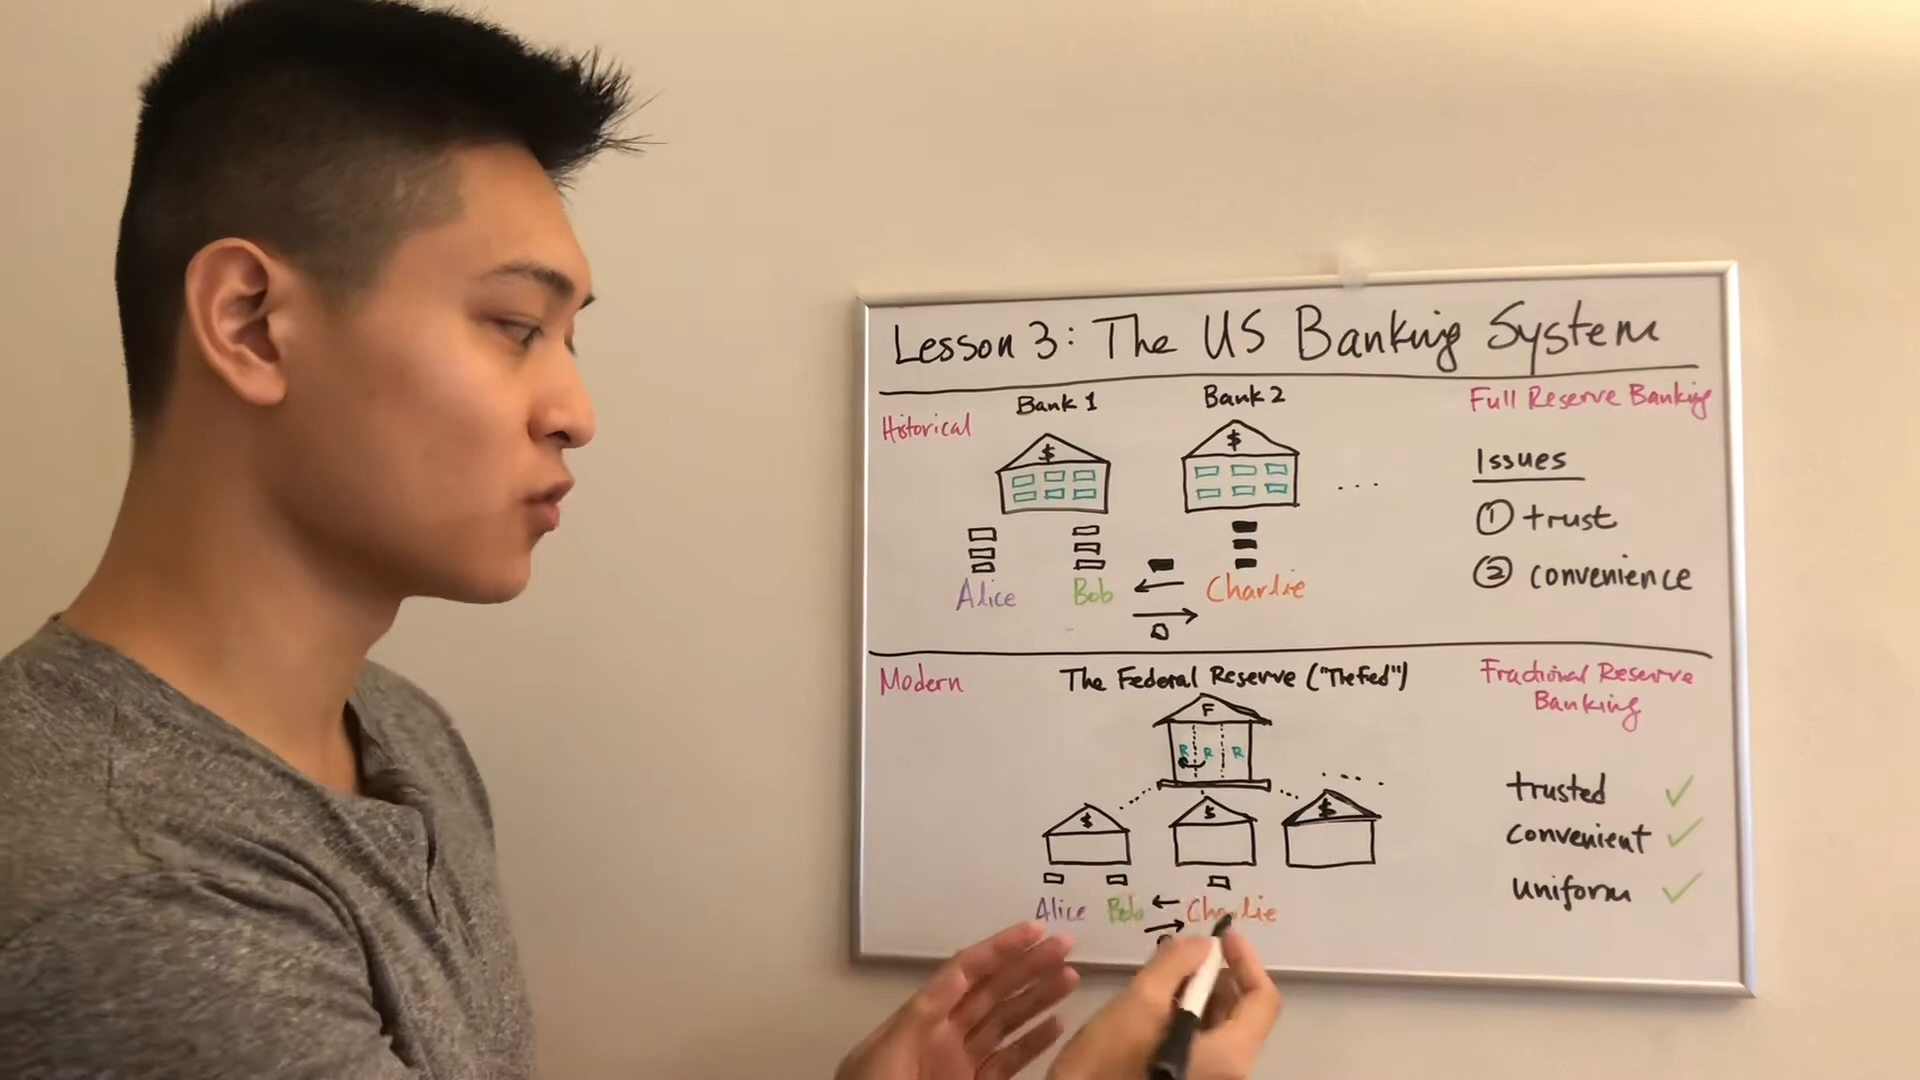 Lesson 3: The US Banking System
Historical
Bank 1
Bank 2
Full Reserve Banking
$
$
...
Issues
① trust
② convenience
Alice
Bob
Charlie
Modern
The Federal Reserve ("The Fed")
Fractional Reserve
Banking
F
R R R
$
$
$
trusted ✓
convenient ✓
uniform ✓
Alice
Bob
Charlie